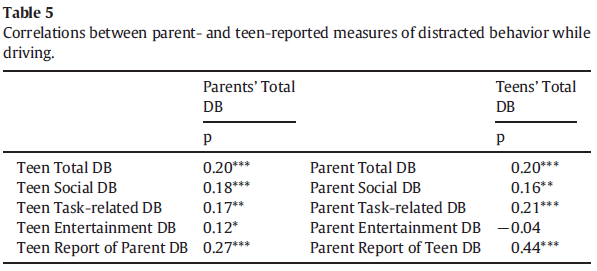 Table 5
Correlations between parent- and teen-reported measures of distracted behavior while
driving.
Parents' Total Teens' Total
DB DB
p p
Teen Total DB 0.20*** Parent Total DB 0.20***
Teen Social DB 0.18*** Parent Social DB 0.16**
Teen Task-related DB 0.17** Parent Task-related DB 0.21***
Teen Entertainment DB 0.12* Parent Entertainment DB −0.04
Teen Report of Parent DB 0.27*** Parent Report of Teen DB 0.44***